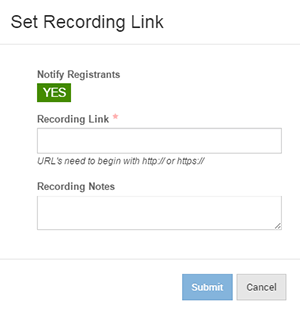 Set Recording Link
Notify Registrants
YES
Recording Link *
URL's need to begin with http:// or https://
Recording Notes
Submit Cancel